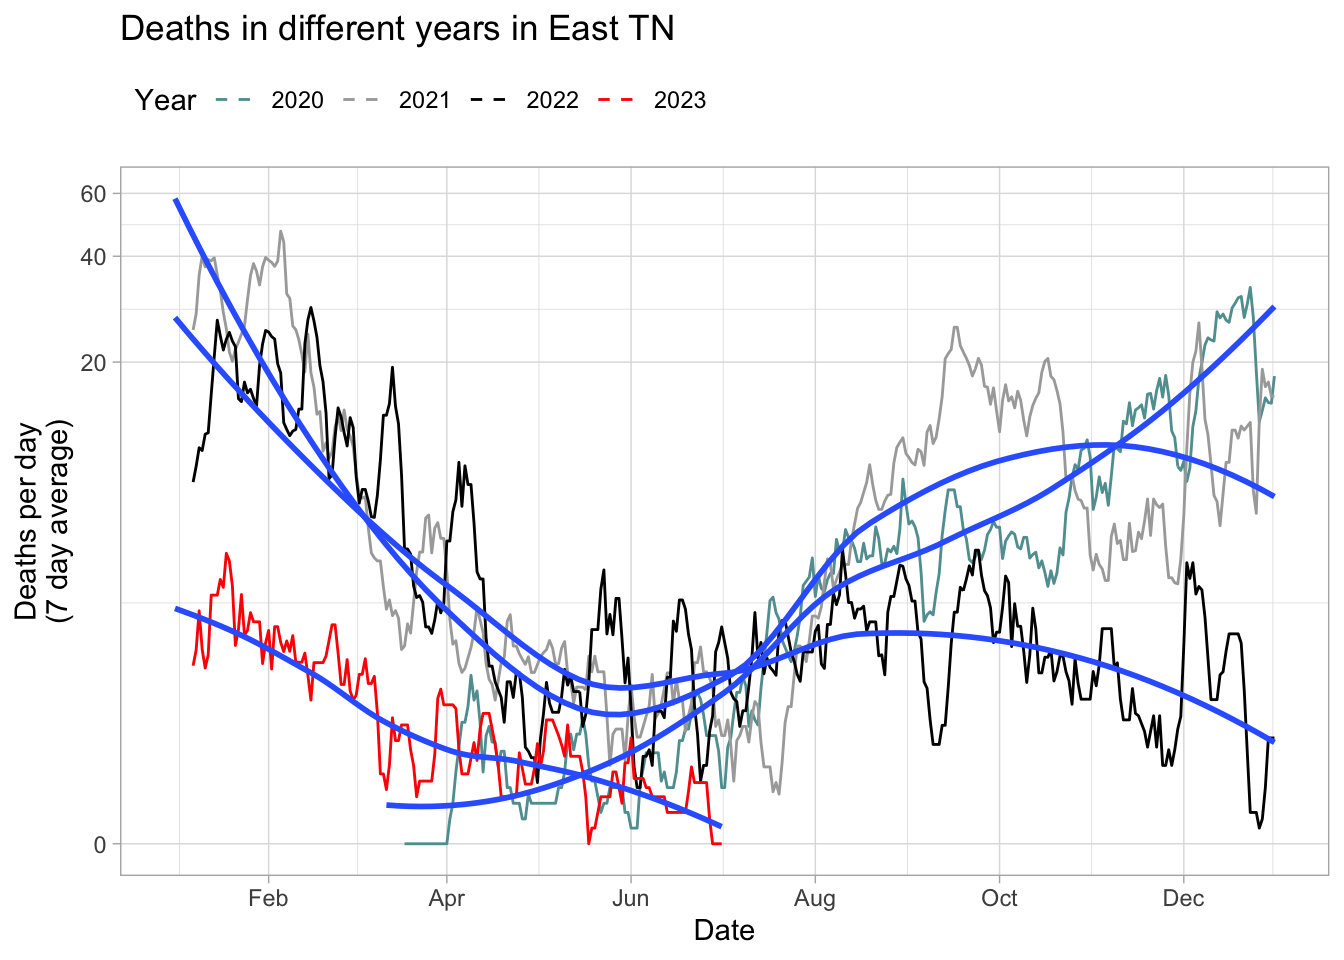 Deaths in different years in East TN
Year 2020 2021 2022 2023
60
40
20
0
Deaths per day
(7 day average)
Feb Apr Jun Aug Oct Dec
Date